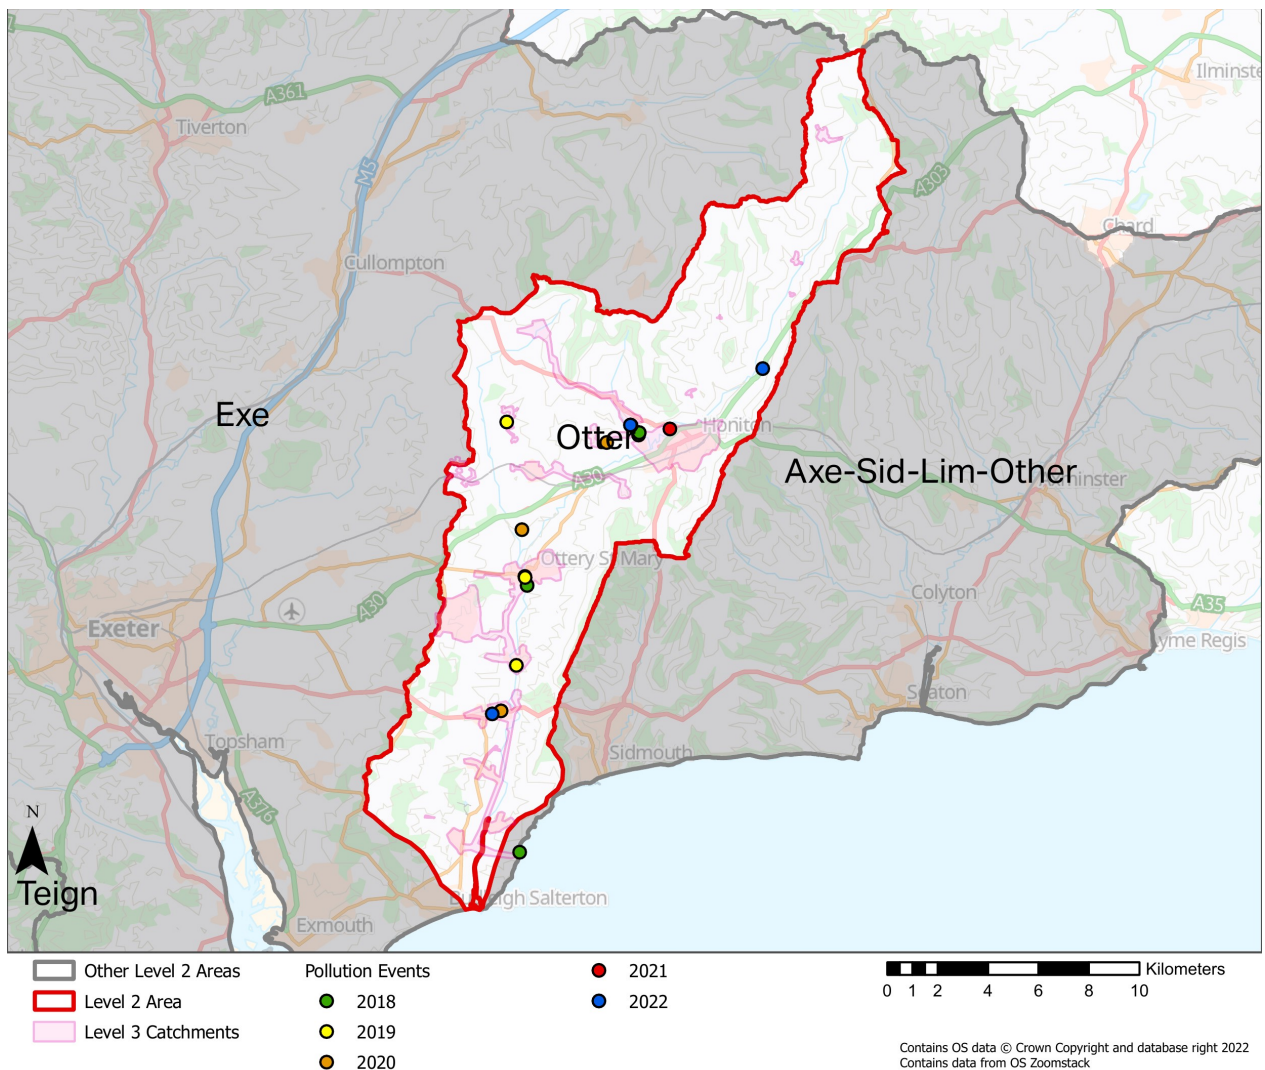 Ilminste
A361
Tiverton
M5
A303
Chard
Cullompton
Exe
Otter
Honiton
A30
Axe-Sid-Lim-Other
minster
Ottery St Mary
A30
Colyton
A35
Exeter
yme Regis
Seaton
Topsham
Sidmouth
A376
N
Teign
Budleigh Salterton
Exmouth
Other Level 2 Areas
Level 2 Area
Level 3 Catchments
Pollution Events
2018
2019
2020
2021
2022
Kilometers
0 1 2 4 6 8 10
Contains OS data © Crown Copyright and database right 2022
Contains data from OS Zoomstack